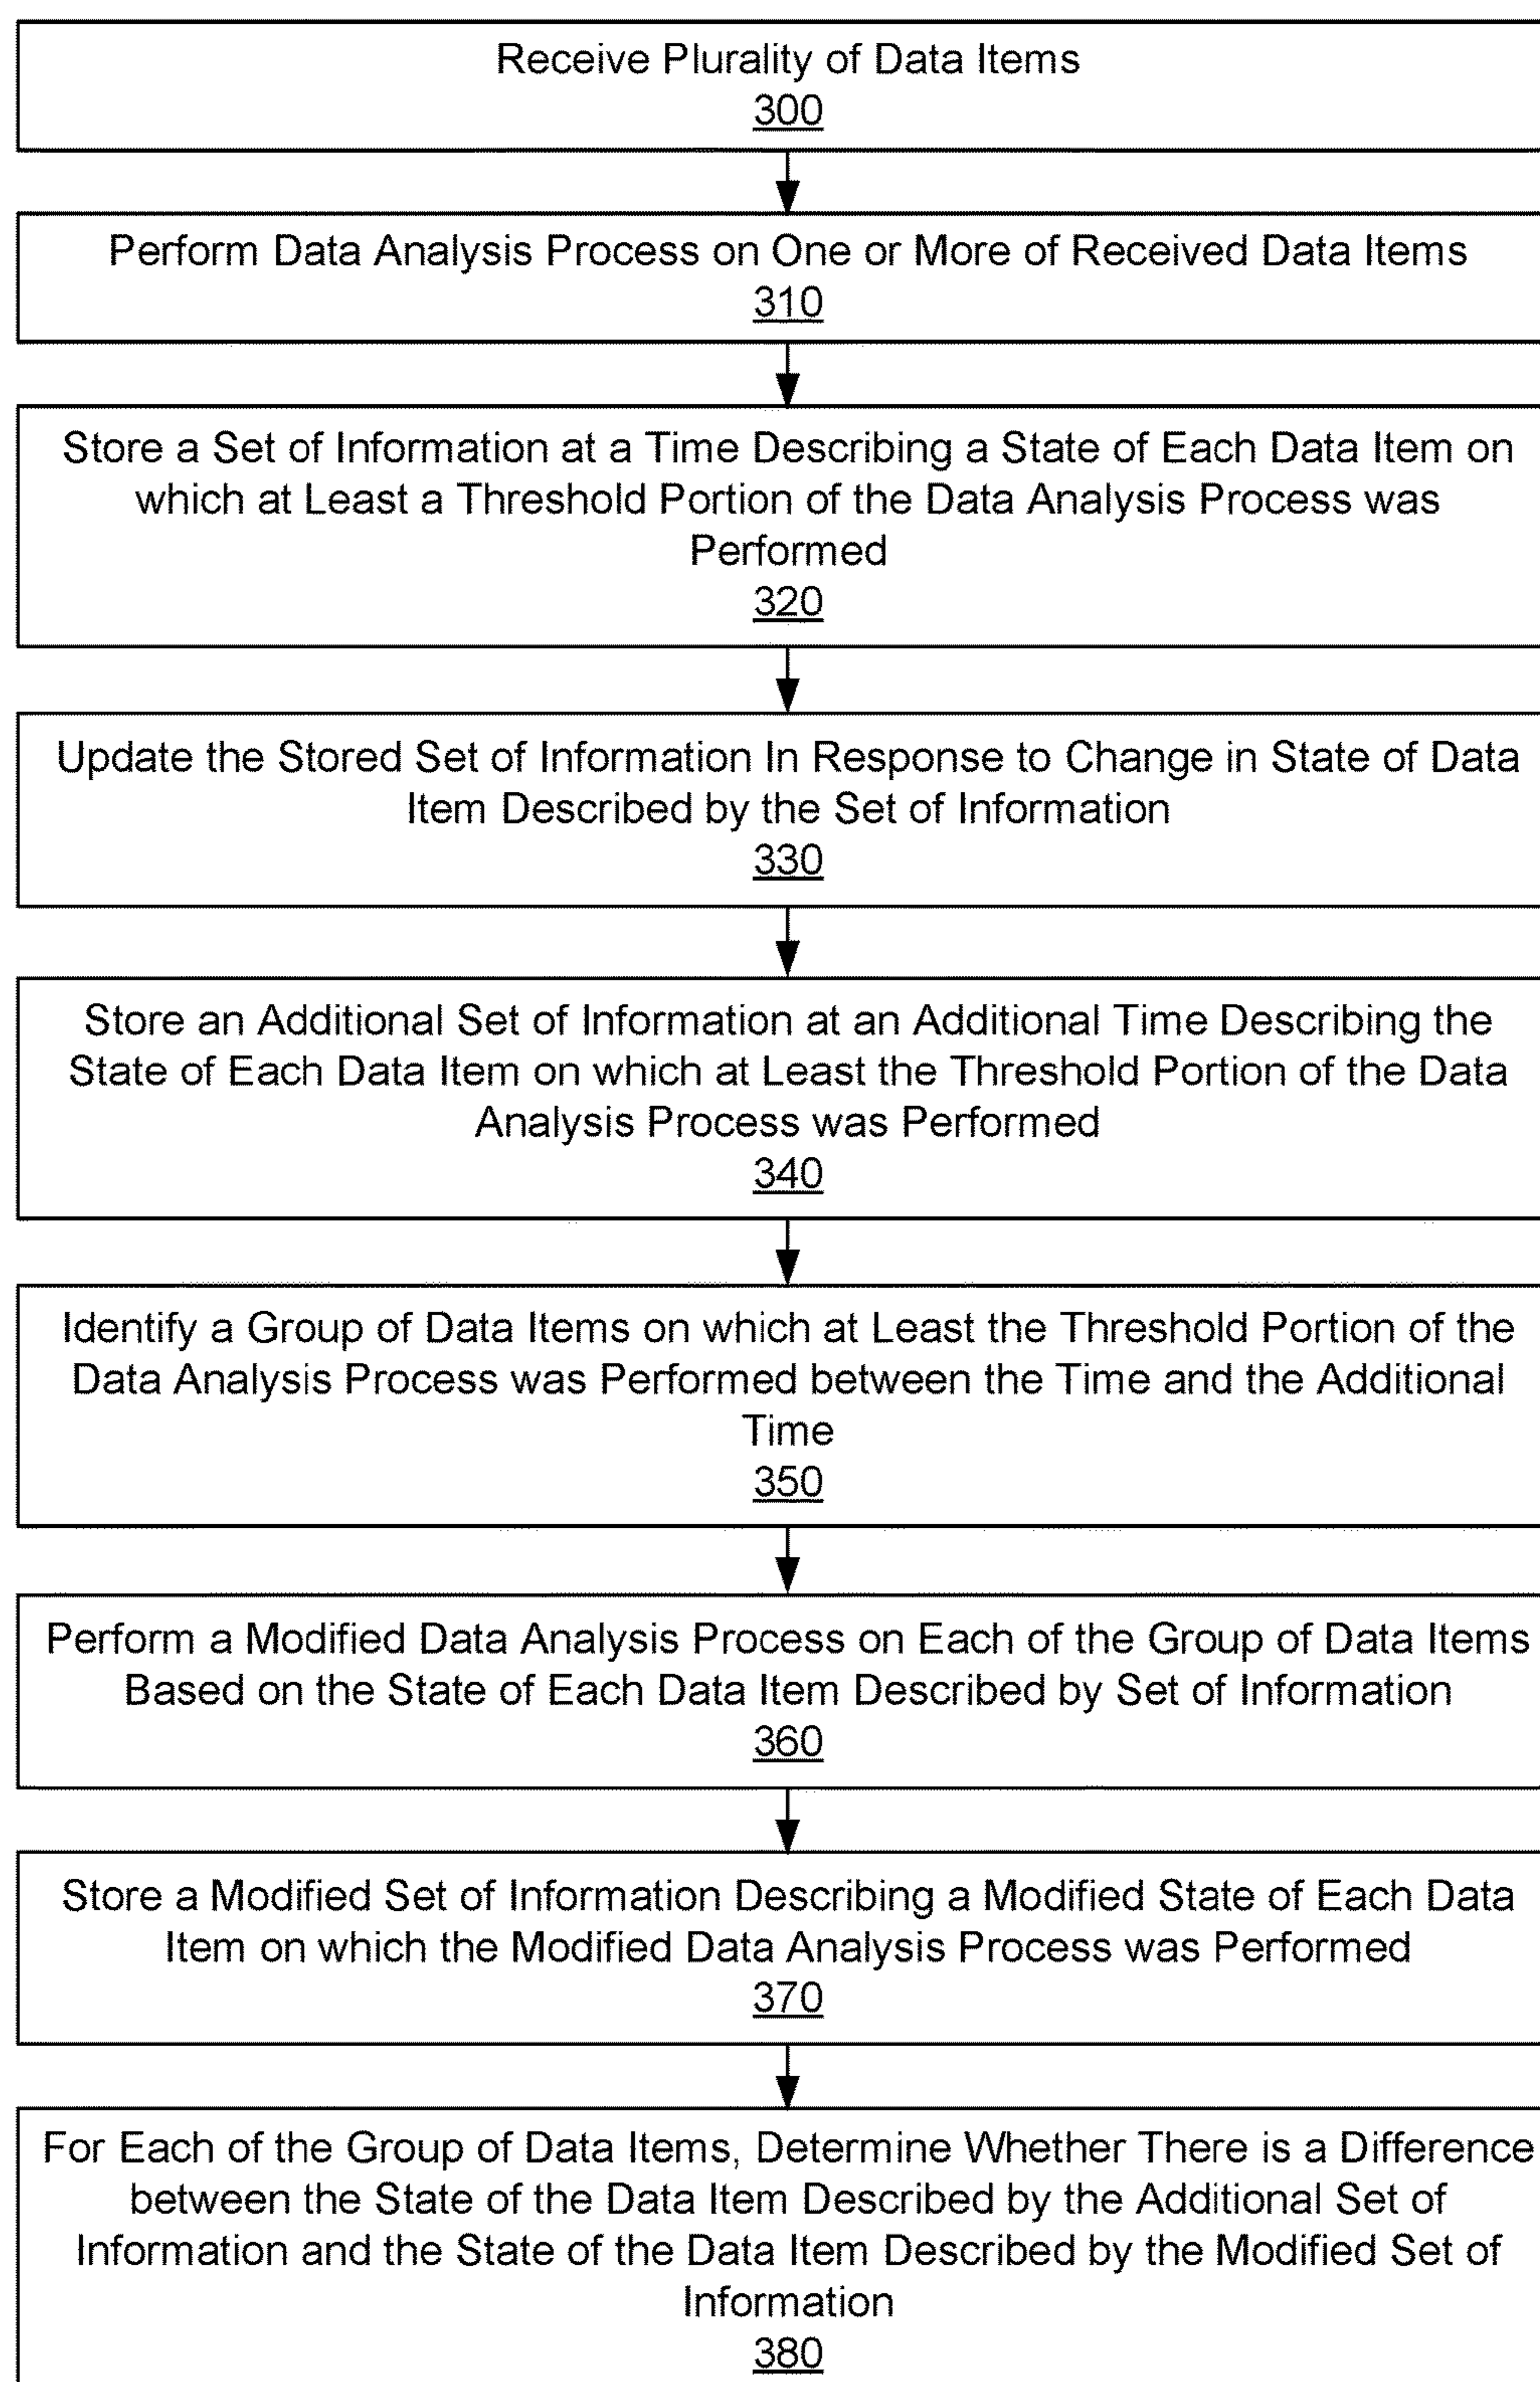 Receive Plurality of Data Items
300
Perform Data Analysis Process on One or More of Received Data Items
310
Store a Set of Information at a Time Describing a State of Each Data Item on
which at Least a Threshold Portion of the Data Analysis Process was
Performed
320
Update the Stored Set of Information In Response to Change in State of Data
Item Described by the Set of Information
330
Store an Additional Set of Information at an Additional Time Describing the
State of Each Data Item on which at Least the Threshold Portion of the Data
Analysis Process was Performed
340
Identify a Group of Data Items on which at Least the Threshold Portion of the
Data Analysis Process was Performed between the Time and the Additional
Time
350
Perform a Modified Data Analysis Process on Each of the Group of Data Items
Based on the State of Each Data Item Described by Set of Information
360
Store a Modified Set of Information Describing a Modified State of Each Data
Item on which the Modified Data Analysis Process was Performed
370
For Each of the Group of Data Items, Determine Whether There is a Difference
between the State of the Data Item Described by the Additional Set of
Information and the State of the Data Item Described by the Modified Set of
Information
380